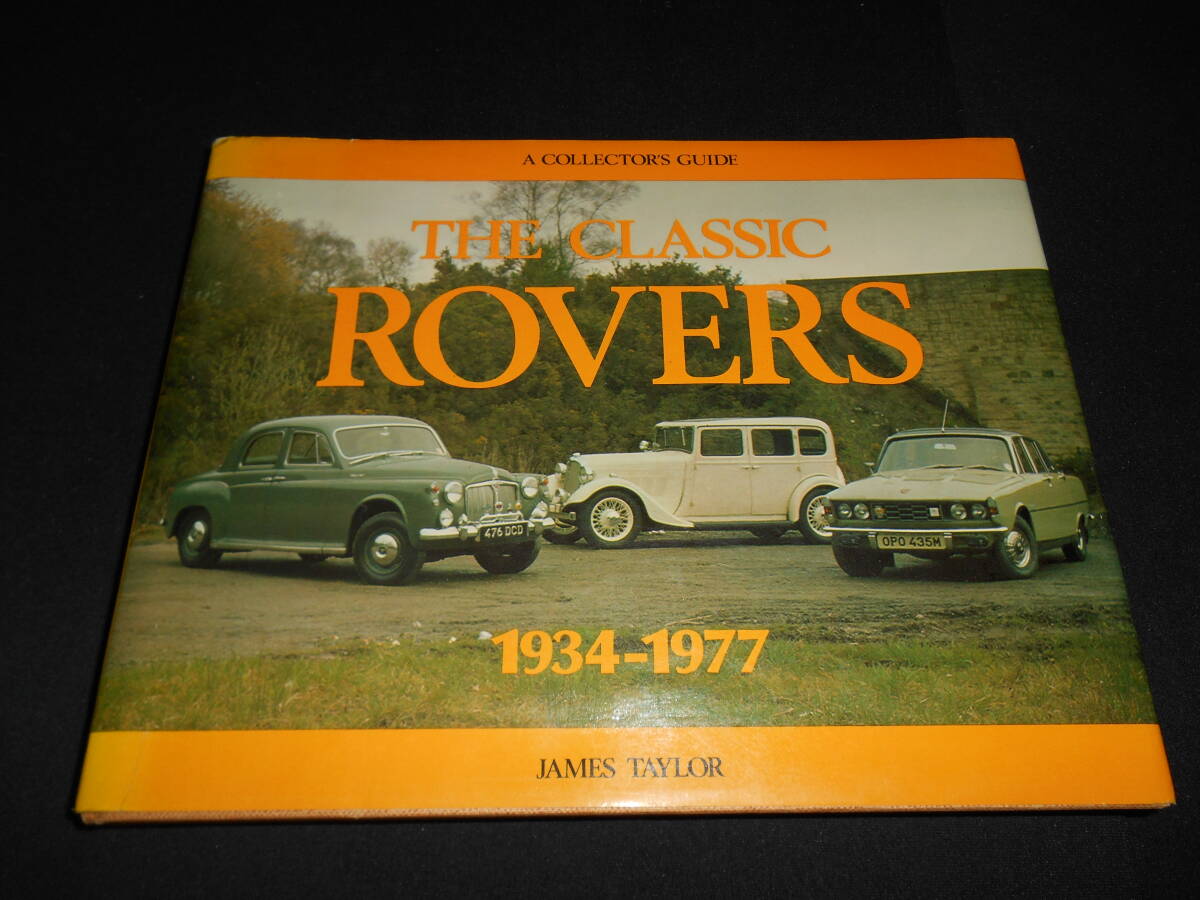 A COLLECTOR'S GUIDE
THE CLASSIC
ROVERS
476 DCD
OPO 435M
1934-1977
JAMES TAYLOR